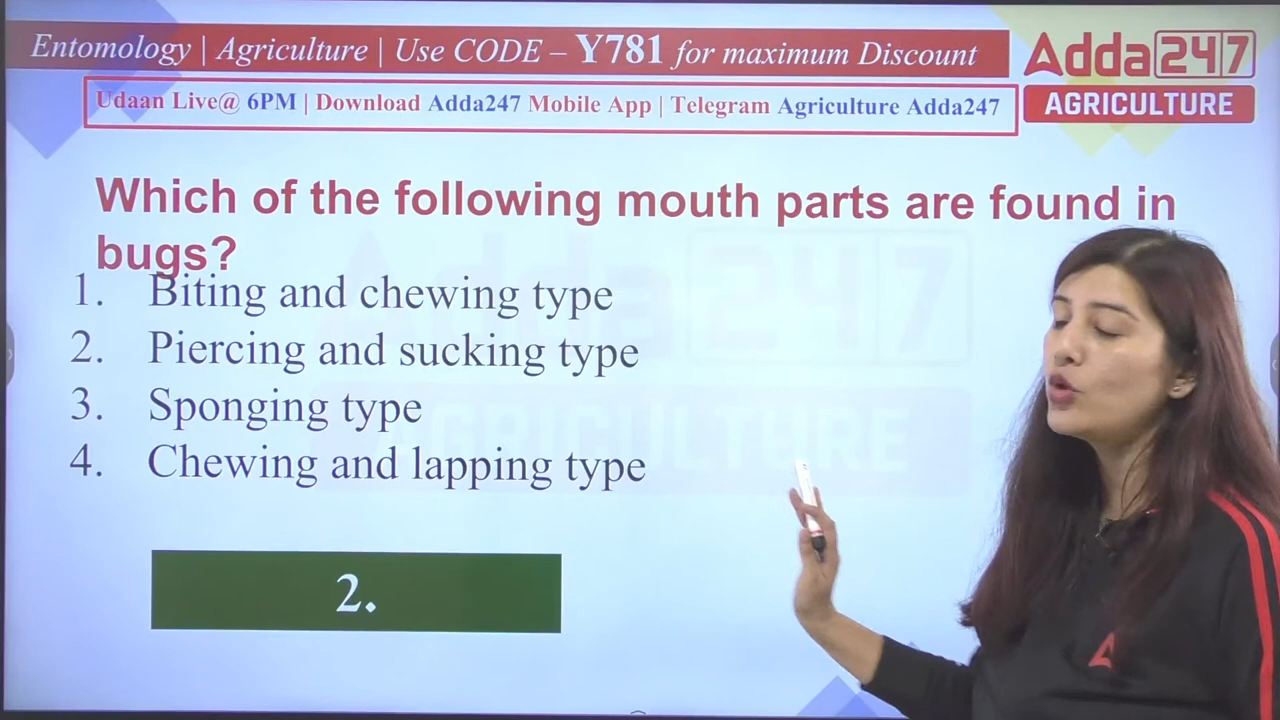 Entomology | Agriculture | Use CODE – Y781 for maximum Discount
Adda247
Udaan Live@ 6PM | Download Adda247 Mobile App | Telegram Agriculture Adda247
AGRICULTURE
Which of the following mouth parts are found in
bugs?
1. Biting and chewing type
2. Piercing and sucking type
3. Sponging type
4. Chewing and lapping type
2.
Adda247
AGRICULTURE